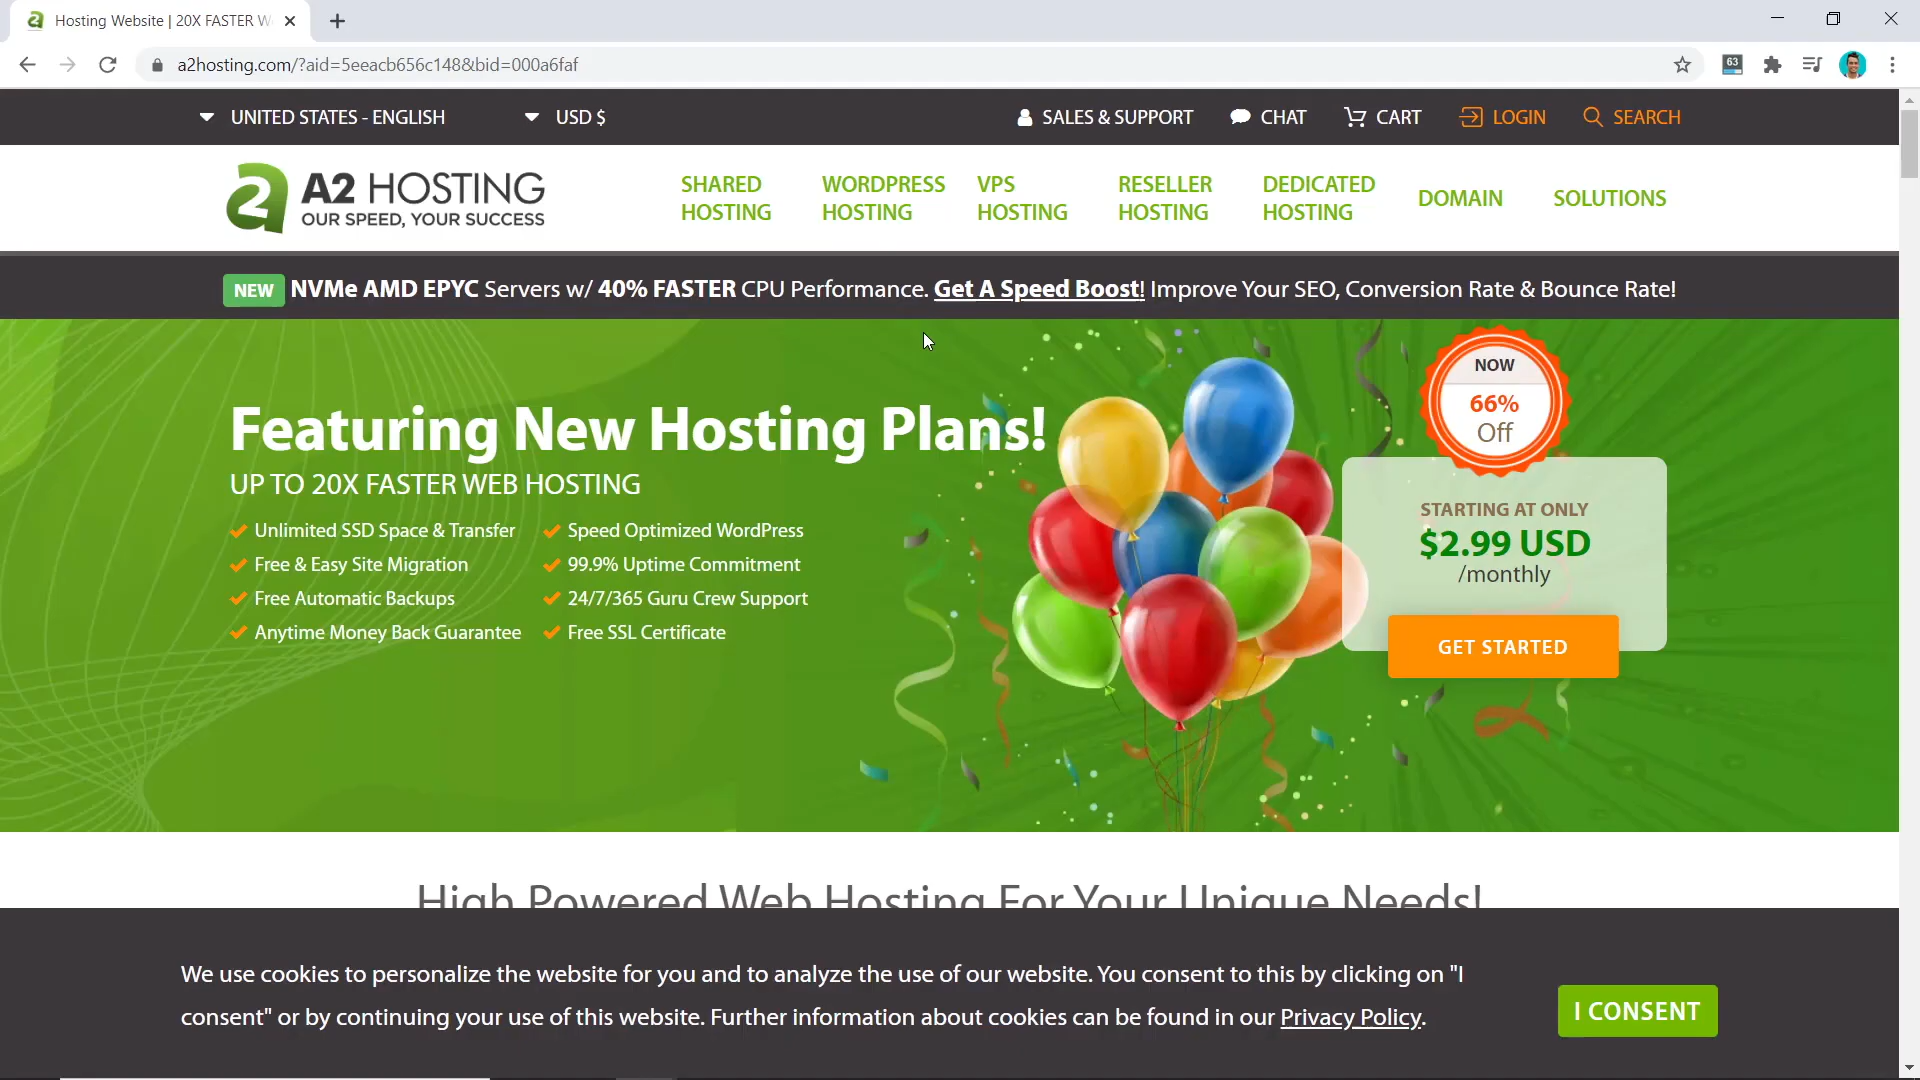 Hosting Website | 20X FASTER W
a2hosting.com/?aid=5eeacb656c148&bid=000a6faf
63
UNITED STATES - ENGLISH
USD $
SALES & SUPPORT
CHAT
CART
LOGIN
SEARCH
A2 HOSTING
OUR SPEED, YOUR SUCCESS
SHARED
HOSTING
WORDPRESS
HOSTING
VPS
HOSTING
RESELLER
HOSTING
DEDICATED
HOSTING
DOMAIN
SOLUTIONS
NEW NVMe AMD EPYC Servers w/ 40% FASTER CPU Performance. Get A Speed Boost! Improve Your SEO, Conversion Rate & Bounce Rate!
Featuring New Hosting Plans!
UP TO 20X FASTER WEB HOSTING
Unlimited SSD Space & Transfer
Free & Easy Site Migration
Free Automatic Backups
Anytime Money Back Guarantee
Speed Optimized WordPress
99.9% Uptime Commitment
24/7/365 Guru Crew Support
Free SSL Certificate
NOW
66%
Off
STARTING AT ONLY
$2.99 USD
/monthly
GET STARTED
High Powered Web Hosting For Your Unique Needs!
We use cookies to personalize the website for you and to analyze the use of our website. You consent to this by clicking on "I
consent" or by continuing your use of this website. Further information about cookies can be found in our Privacy Policy.
I CONSENT